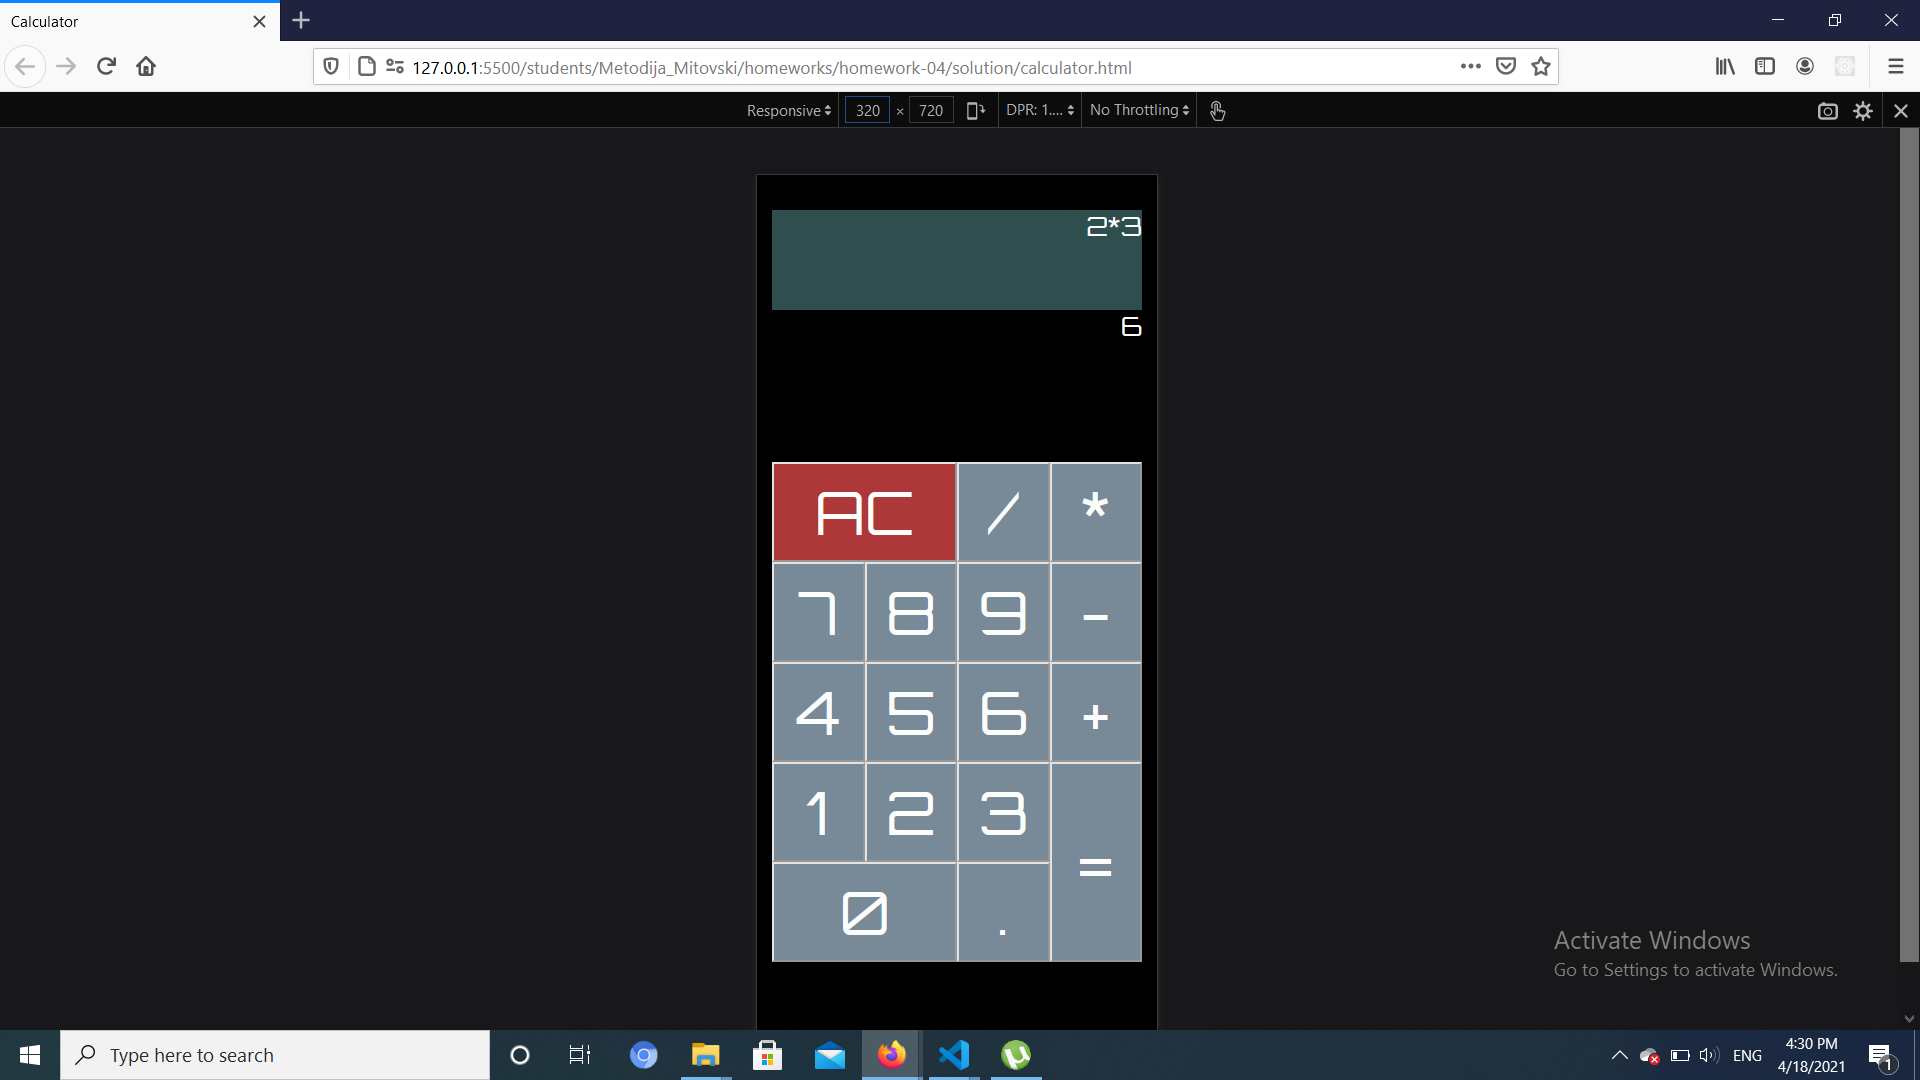 Calculator
127.0.0.1:5500/students/Metodija_Mitovski/homeworks/homework-04/solution/calculator.html
Responsive 320 × 720 DPR: 1.... No Throttling
2*3
6
AC / *
7 8 9 -
4 5 6 +
1 2 3 =
0 .
Activate Windows
Go to Settings to activate Windows.
Type here to search
ENG
4:30 PM
4/18/2021
1